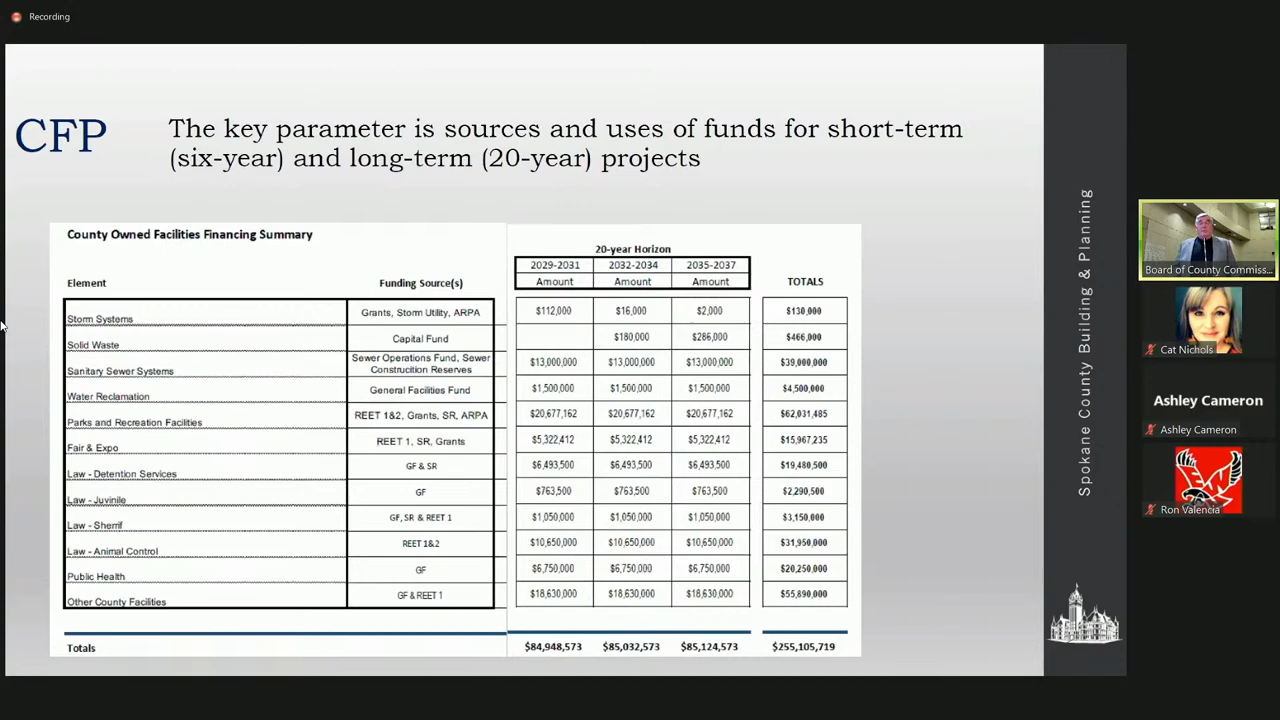 Recording
CFP
The key parameter is sources and uses of funds for short-term
(six-year) and long-term (20-year) projects
County Owned Facilities Financing Summary
20-year Horizon
2029-2031 2032-2034 2035-2037
Element Funding Source(s) Amount Amount Amount TOTALS
Storm Systems Grants, Storm Utility, ARPA $112,000 $16,000 $2,000 $130,000
Solid Waste Capital Fund $180,000 $286,000 $466,000
Sanitary Sewer Systems Sewer Operations Fund, Sewer
Construcition Reserves $13,000,000 $13,000,000 $13,000,000 $39,000,000
Water Reclamation General Facilities Fund $1,500,000 $1,500,000 $1,500,000 $4,500,000
Parks and Recreation Facilities REET 1&2, Grants, SR, ARPA $20,677,162 $20,677,162 $20,677,162 $62,031,485
Fair & Expo REET 1, SR, Grants $5,322,412 $5,322,412 $5,322,412 $15,967,235
Law - Detention Services GF & SR $6,493,500 $6,493,500 $6,493,500 $19,480,500
Law - Juvinile GF $763,500 $763,500 $763,500 $2,290,500
Law - Sherrif GF, SR & REET 1 $1,050,000 $1,050,000 $1,050,000 $3,150,000
Law - Animal Control REET 1&2 $10,650,000 $10,650,000 $10,650,000 $31,950,000
Public Health GF $6,750,000 $6,750,000 $6,750,000 $20,250,000
Other County Facilities GF & REET 1 $18,630,000 $18,630,000 $18,630,000 $55,890,000
Totals $84,948,573 $85,032,573 $85,124,573 $255,105,719
Spokane County Building & Planning
Board of County Commiss...
Cat Nichols
Ashley Cameron
Ashley Cameron
Ron Valencia